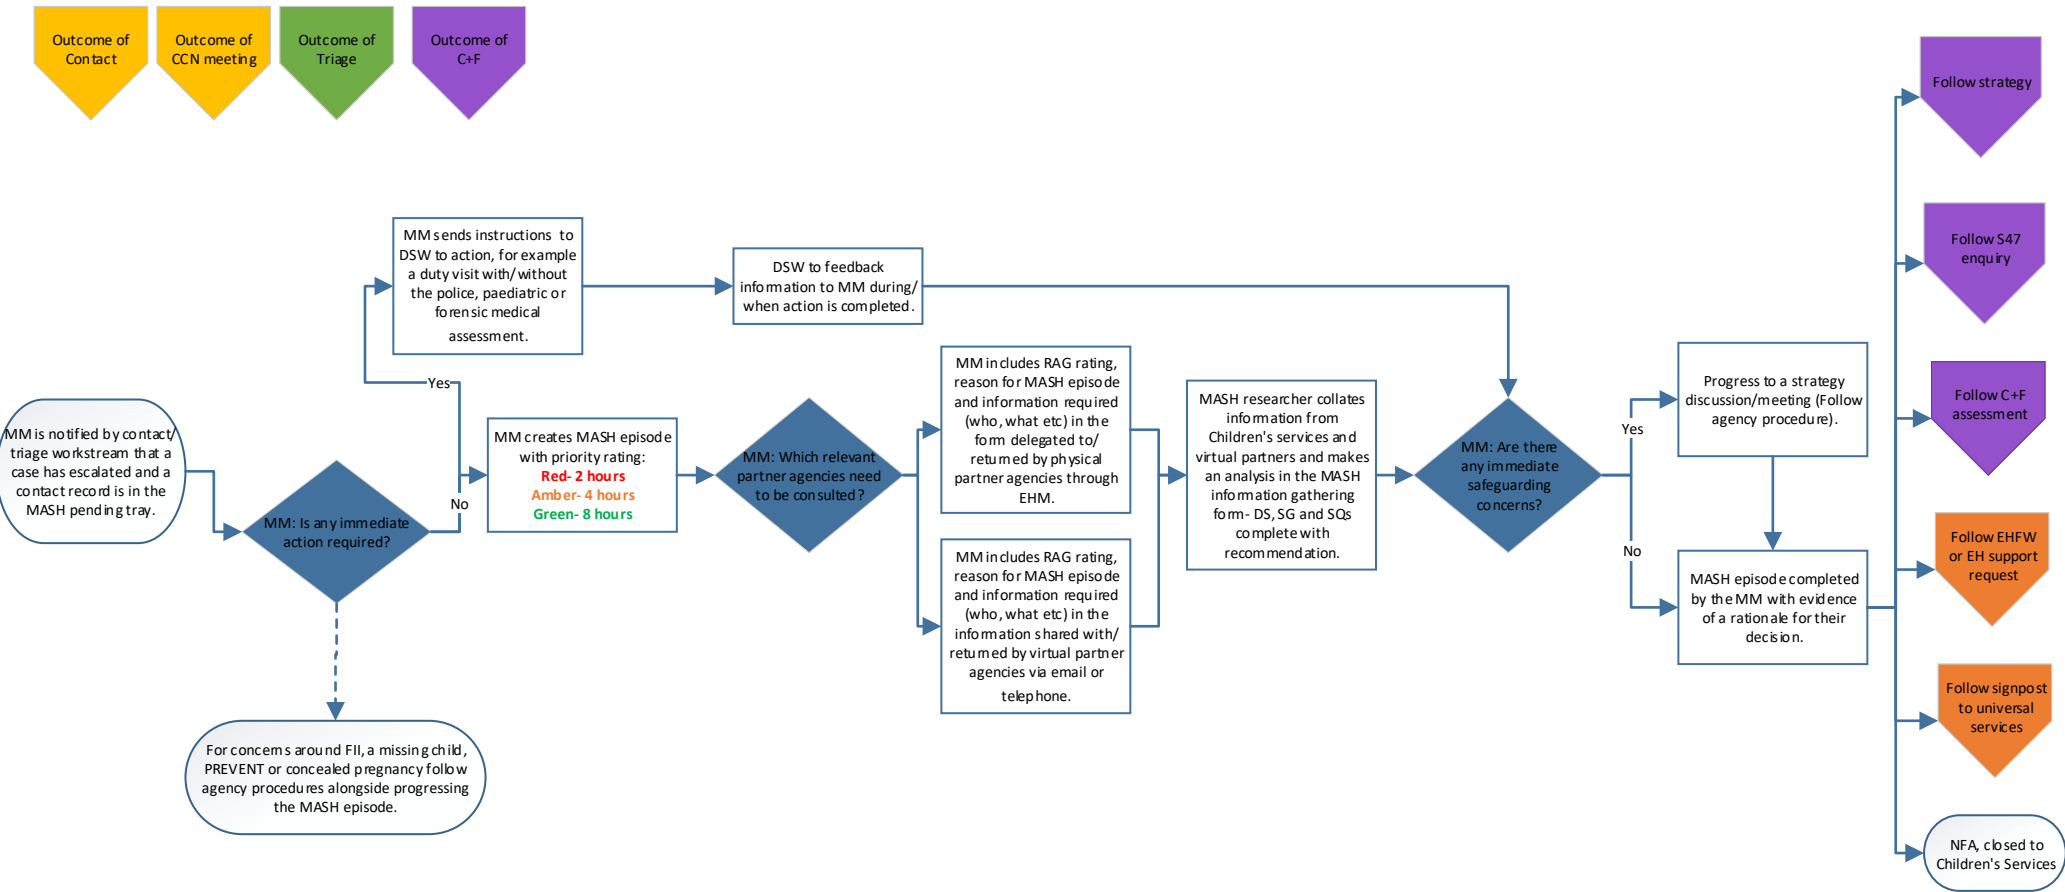 Outcome of
Contact
Outcome of
CCN meeting
Outcome of
Triage
Outcome of
C+F
Follow strategy
Follow S47
enquiry
Follow C+F
assessment
Follow EHFW
or EH support
request
Follow signpost
to universal
services
NFA, closed to
Children's Services
MM is notified by contact/
triage workstream that a
case has escalated and a
contact record is in the
MASH pending tray.
MM: Is any immediate
action required?
Yes
No
For concerns around FII, a missing child,
PREVENT or concealed pregnancy follow
agency procedures alongside progressing
the MASH episode.
MM sends instructions to
DSW to action, for example
a duty visit with/without
the police, paediatric or
forensic medical
assessment.
DSW to feedback
information to MM during/
when action is completed.
MM creates MASH episode
with priority rating:
Red- 2 hours
Amber- 4 hours
Green- 8 hours
MM: Which relevant
partner agencies need
to be consulted?
MM includes RAG rating,
reason for MASH episode
and information required
(who, what etc) in the
form delegated to/
returned by physical
partner agencies through
EHM.
MM includes RAG rating,
reason for MASH episode
and information required
(who, what etc) in the
information shared with/
returned by virtual partner
agencies via email or
telephone.
MASH researcher collates
information from
Children's services and
virtual partners and makes
an analysis in the MASH
information gathering
form- DS, SG and SQs
complete with
recommendation.
MM: Are there
any immediate
safeguarding
concerns?
Yes
No
Progress to a strategy
discussion/meeting (Follow
agency procedure).
MASH episode completed
by the MM with evidence
of a rationale for their
decision.